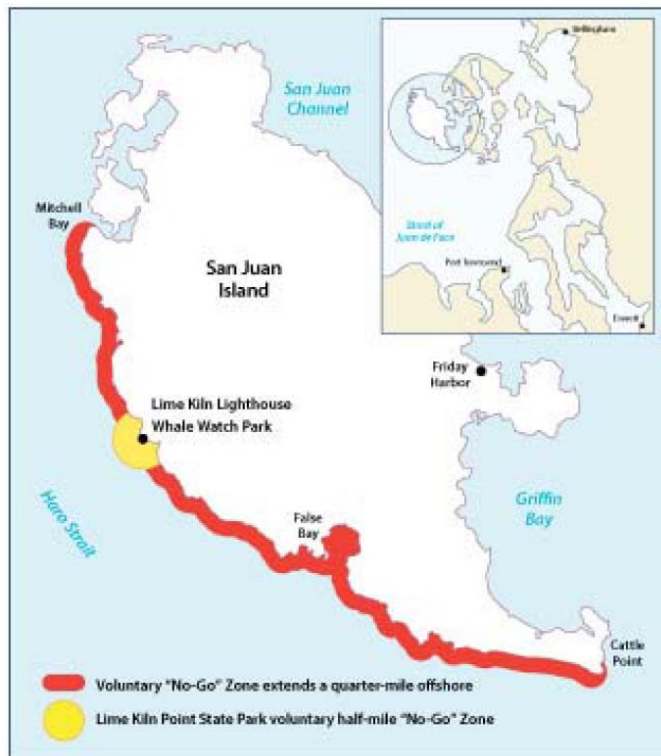 San Juan
Channel
Bellingham
Mitchell
Bay
Strait of
Juan de Fuca
Port Townsend
San Juan
Island
Everett
Friday
Harbor
Lime Kiln Lighthouse
Whale Watch Park
Haro Strait
False
Bay
Griffin
Bay
Cattle
Point
Voluntary "No-Go" Zone extends a quarter-mile offshore
Lime Kiln Point State Park voluntary half-mile "No-Go" Zone